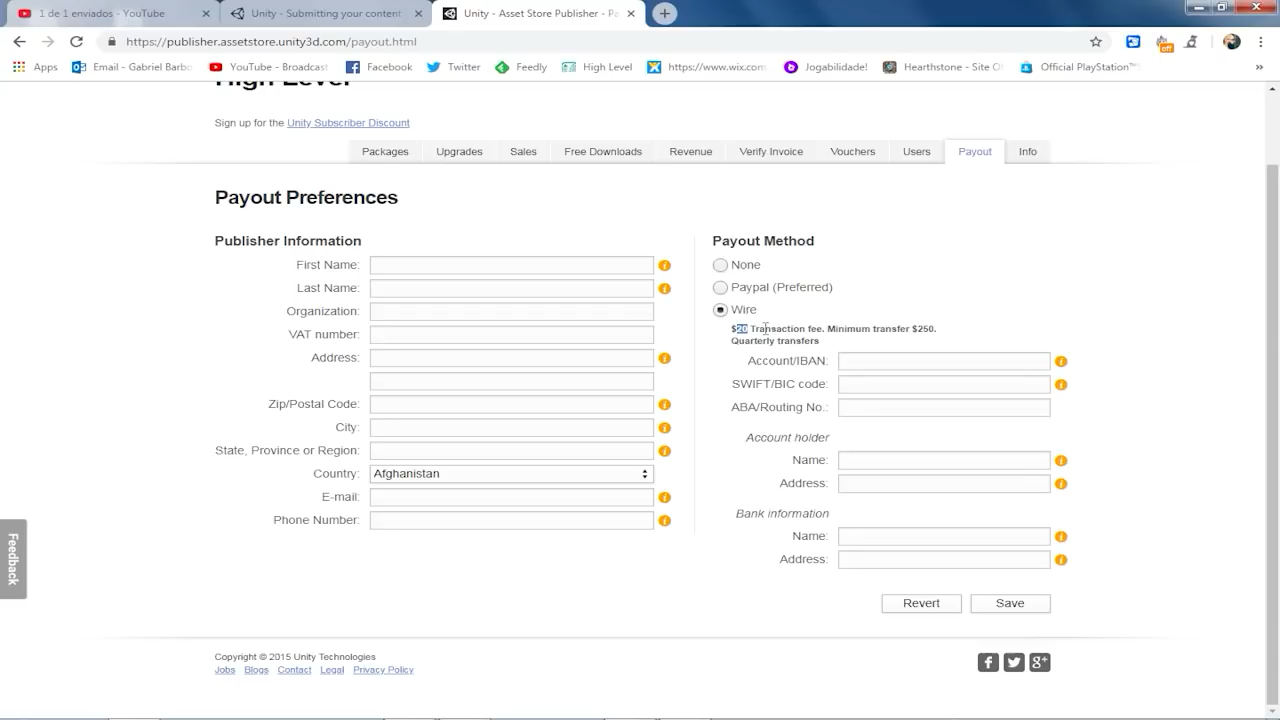 1 de 1 enviados - YouTube
Unity - Submitting your content
Unity - Asset Store Publisher - Pa
https://publisher.assetstore.unity3d.com/payout.html
Apps
Email - Gabriel Barbo
YouTube - Broadcast
Facebook
Twitter
Feedly
High Level
https://www.wix.com
Jogabilidade!
Hearthstone - Site O
Official PlayStation™
off
High Level
Sign up for the Unity Subscriber Discount
Packages
Upgrades
Sales
Free Downloads
Revenue
Verify Invoice
Vouchers
Users
Payout
Info
Payout Preferences
Publisher Information
First Name:
Last Name:
Organization:
VAT number:
Address:
Zip/Postal Code:
City:
State, Province or Region:
Country: Afghanistan
E-mail:
Phone Number:
Payout Method
None
Paypal (Preferred)
Wire
$20 Transaction fee. Minimum transfer $250.
Quarterly transfers
Account/IBAN:
SWIFT/BIC code:
ABA/Routing No.:
Account holder
Name:
Address:
Bank information
Name:
Address:
Revert
Save
Feedback
Copyright © 2015 Unity Technologies
Jobs Blogs Contact Legal Privacy Policy